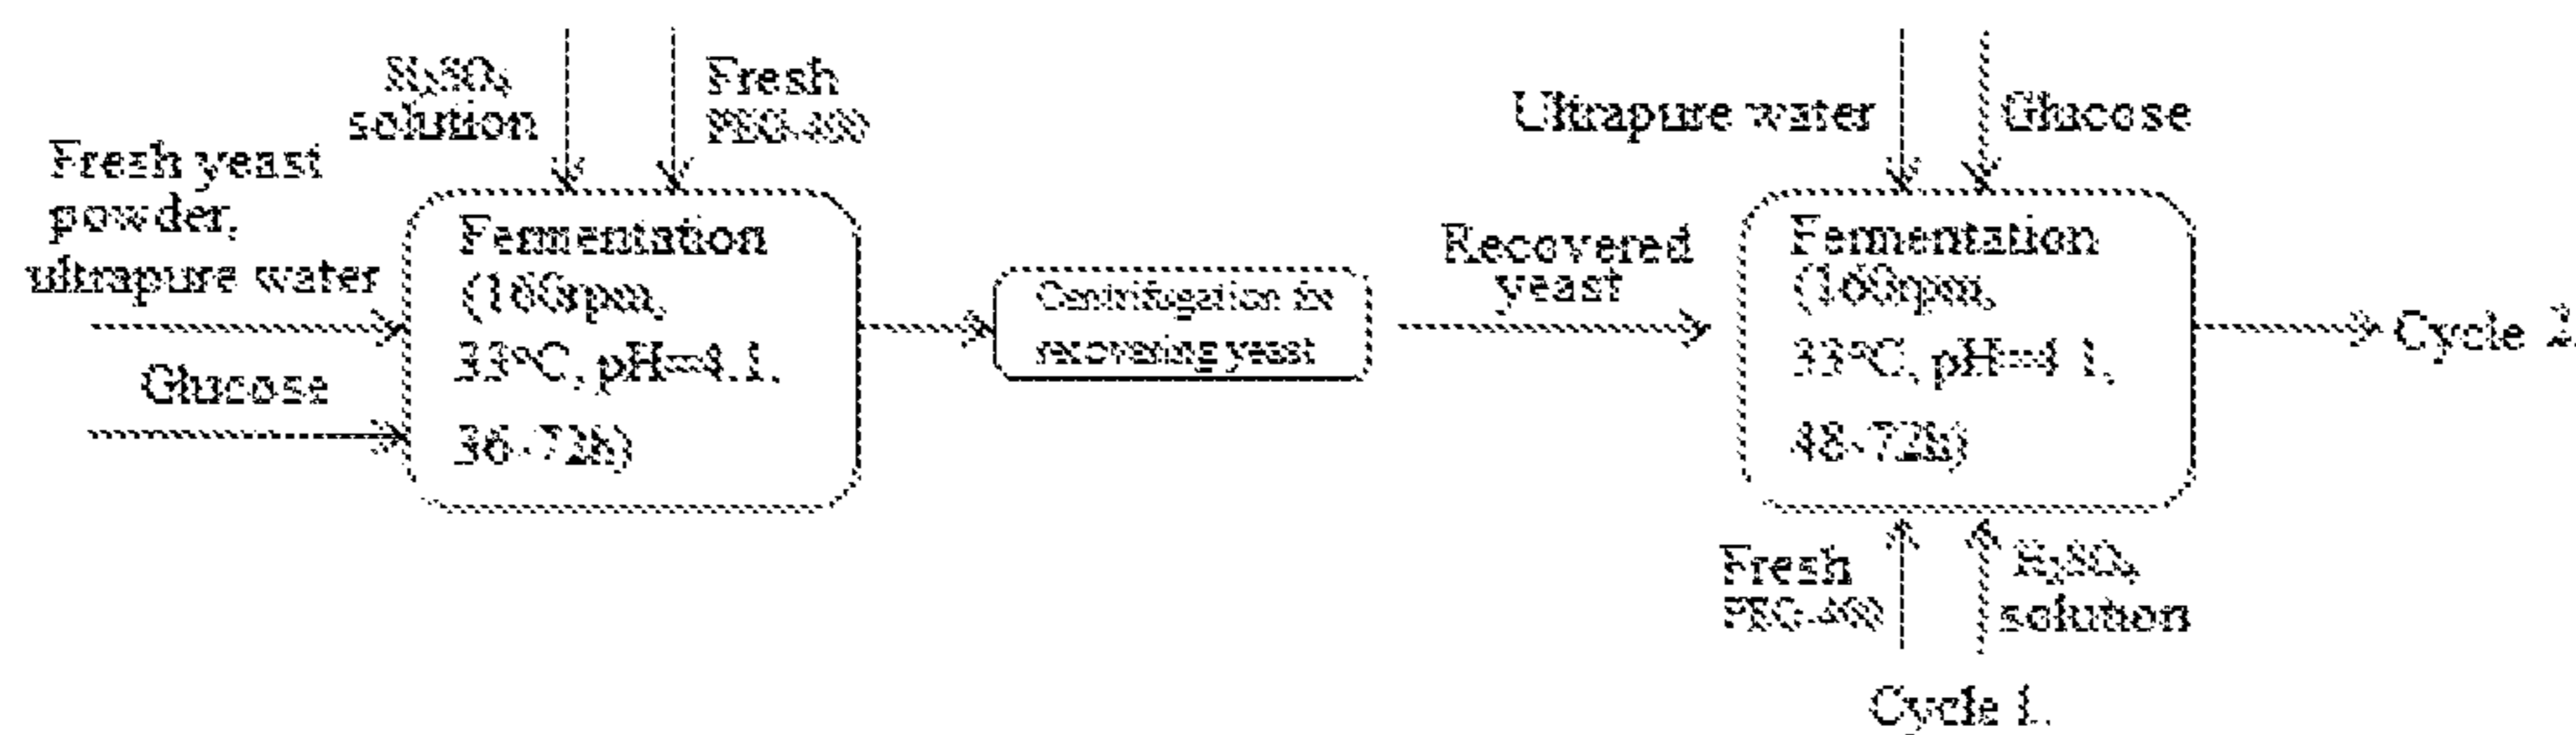 H₂SO₄
solution
Fresh
PEG-400
Fresh yeast
powder,
ultrapure water
Glucose
Fermentation
(160rpm,
33°C, pH=4.1,
36-72h)
Centrifugation for
recovering yeast
Recovered
yeast
Ultrapure water
Glucose
Fermentation
(160rpm,
33°C, pH=4.1,
48-72h)
Fresh
PEG-400
H₂SO₄
solution
Cycle 1.
Cycle 2.